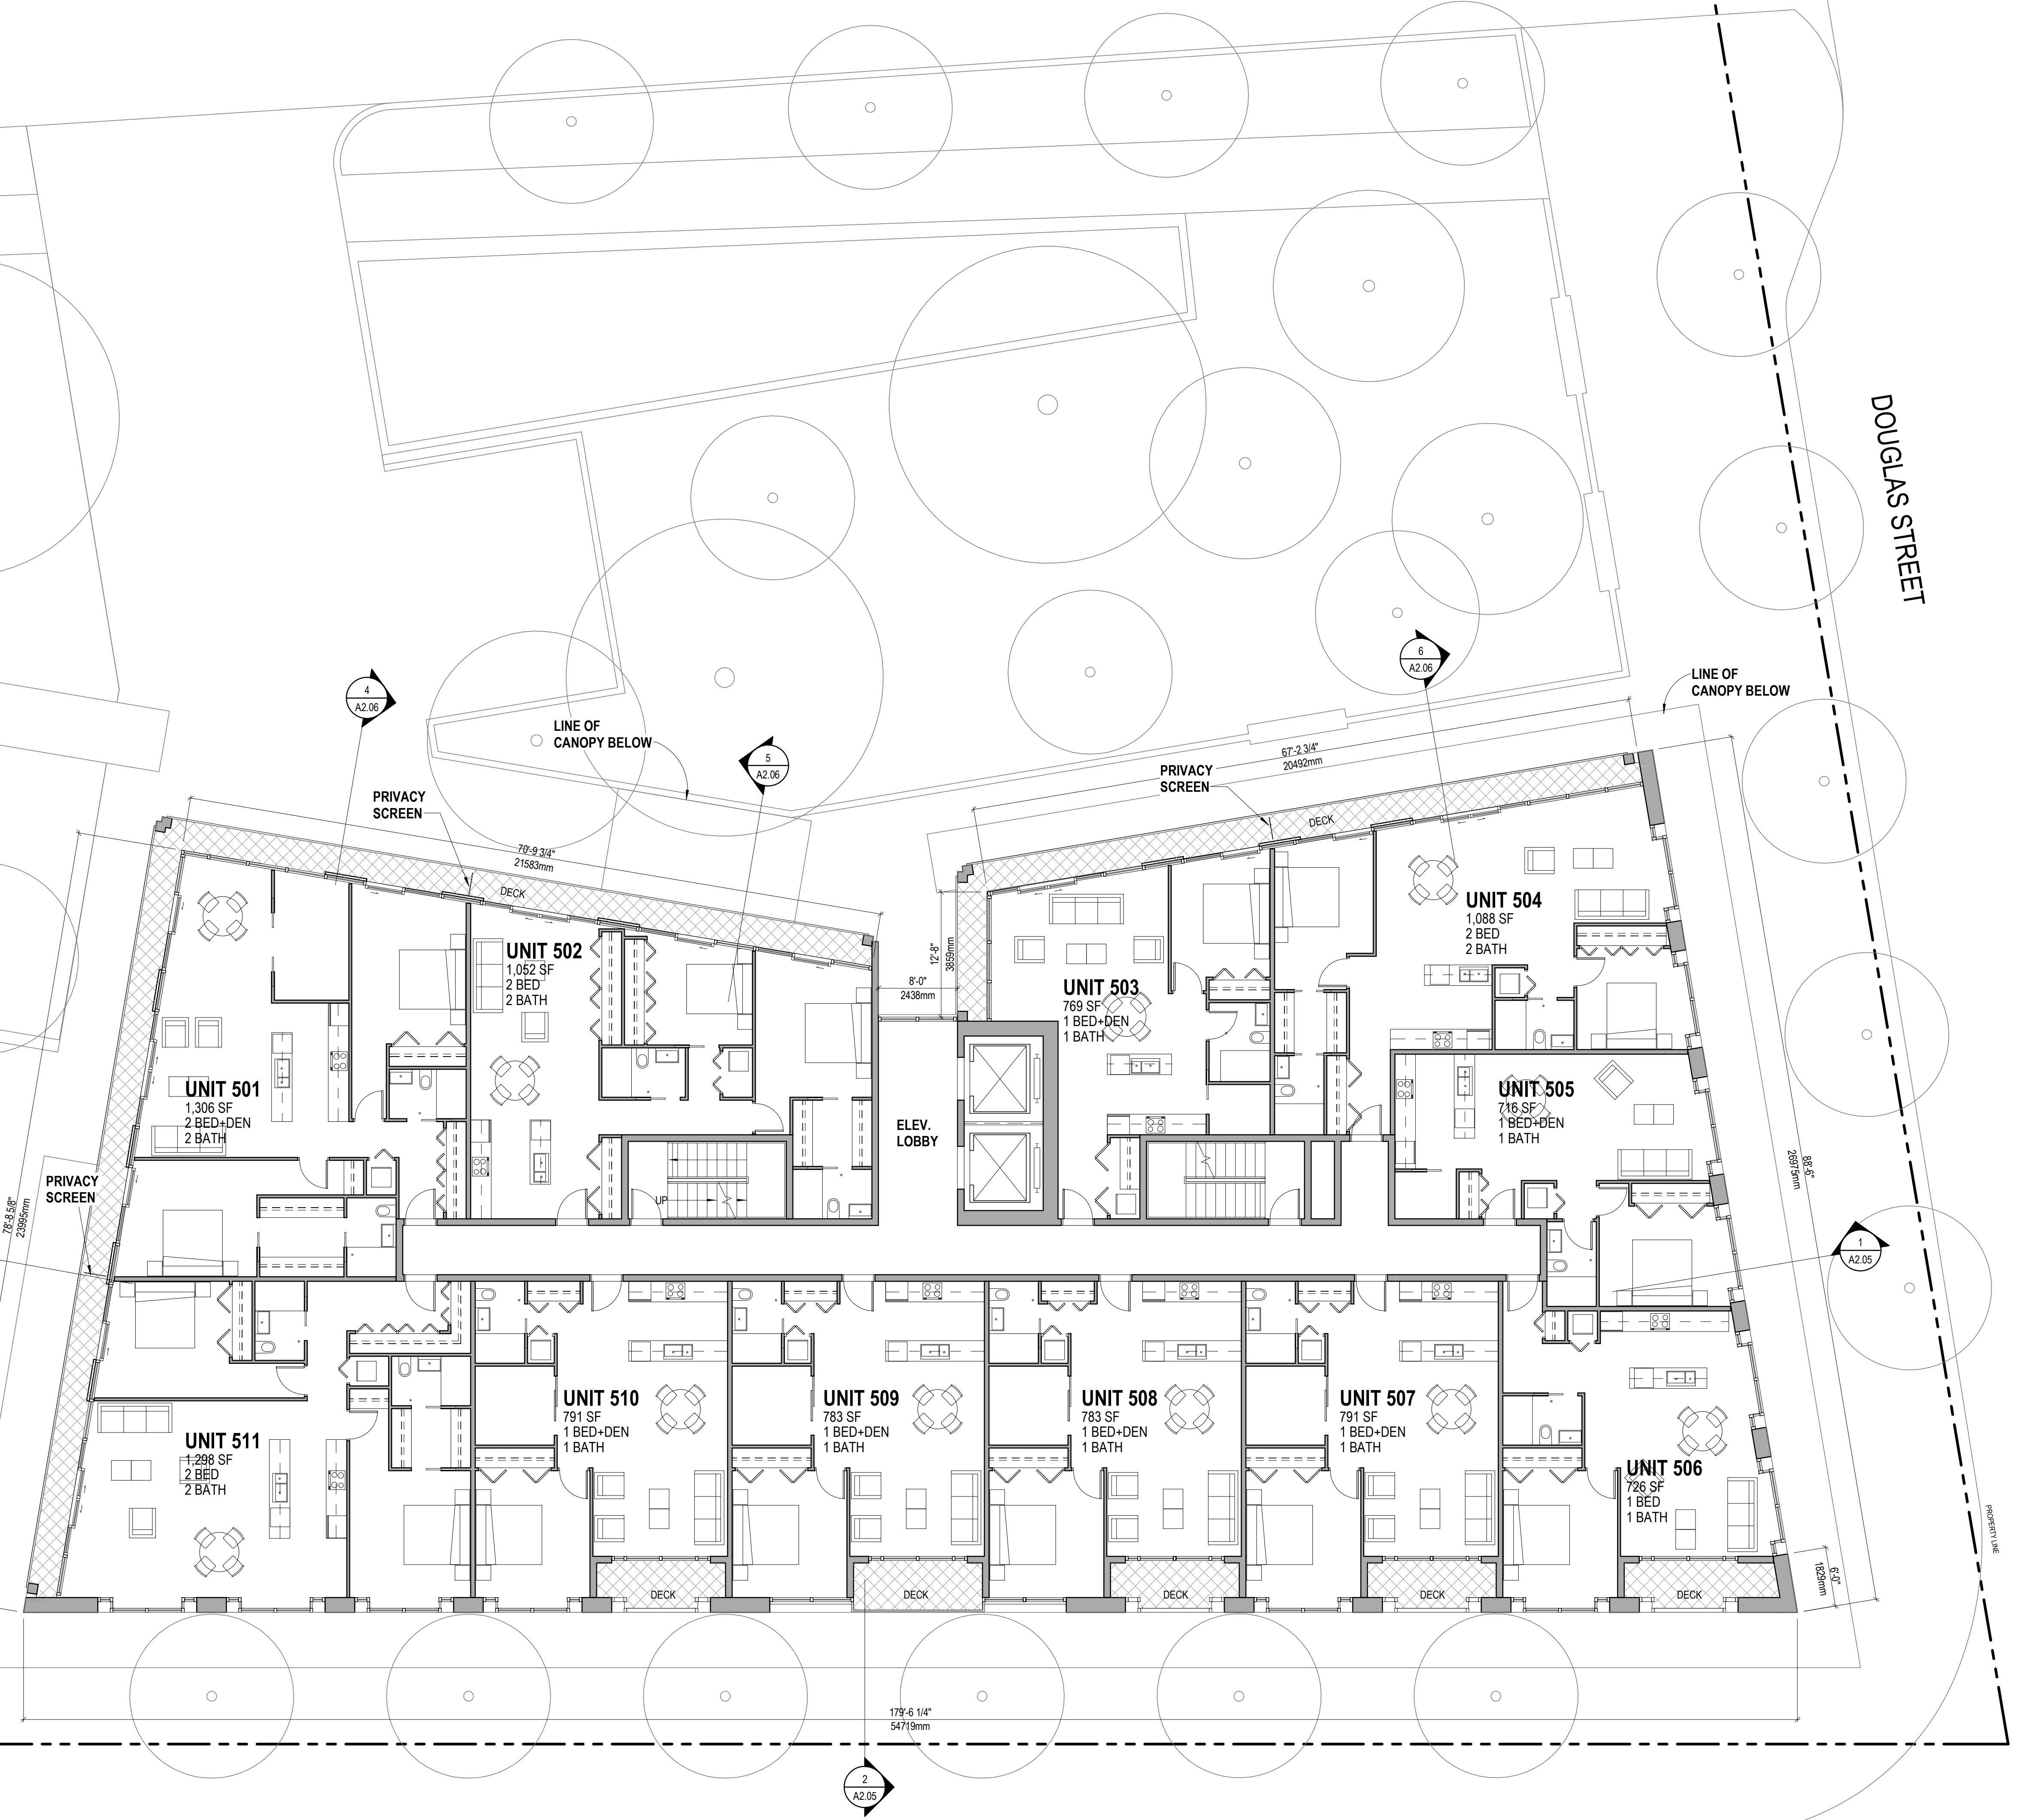 DOUGLAS STREET
6
A2.06
LINE OF
CANOPY BELOW
4
A2.06
LINE OF
CANOPY BELOW
5
A2.06
67'-2 3/4"
20492mm
PRIVACY
SCREEN
PRIVACY
SCREEN
DECK
70'-9 3/4"
21583mm
DECK
UNIT 504
1,088 SF
2 BED
2 BATH
UNIT 502
1,052 SF
2 BED
2 BATH
12'-8"
3859mm
8'-0"
2438mm
UNIT 503
769 SF
1 BED+DEN
1 BATH
UNIT 501
1,306 SF
2 BED+DEN
2 BATH
UNIT 505
716 SF
1 BED+DEN
1 BATH
ELEV.
LOBBY
88'-6"
26975mm
PRIVACY
SCREEN
78'-8 5/8"
23995mm
UP
1
A2.05
UNIT 511
1,298 SF
2 BED
2 BATH
UNIT 510
791 SF
1 BED+DEN
1 BATH
UNIT 509
783 SF
1 BED+DEN
1 BATH
UNIT 508
783 SF
1 BED+DEN
1 BATH
UNIT 507
791 SF
1 BED+DEN
1 BATH
UNIT 506
726 SF
1 BED
1 BATH
PROPERTY LINE
6'-0"
1829mm
DECK
DECK
DECK
DECK
DECK
179'-6 1/4"
54719mm
2
A2.05